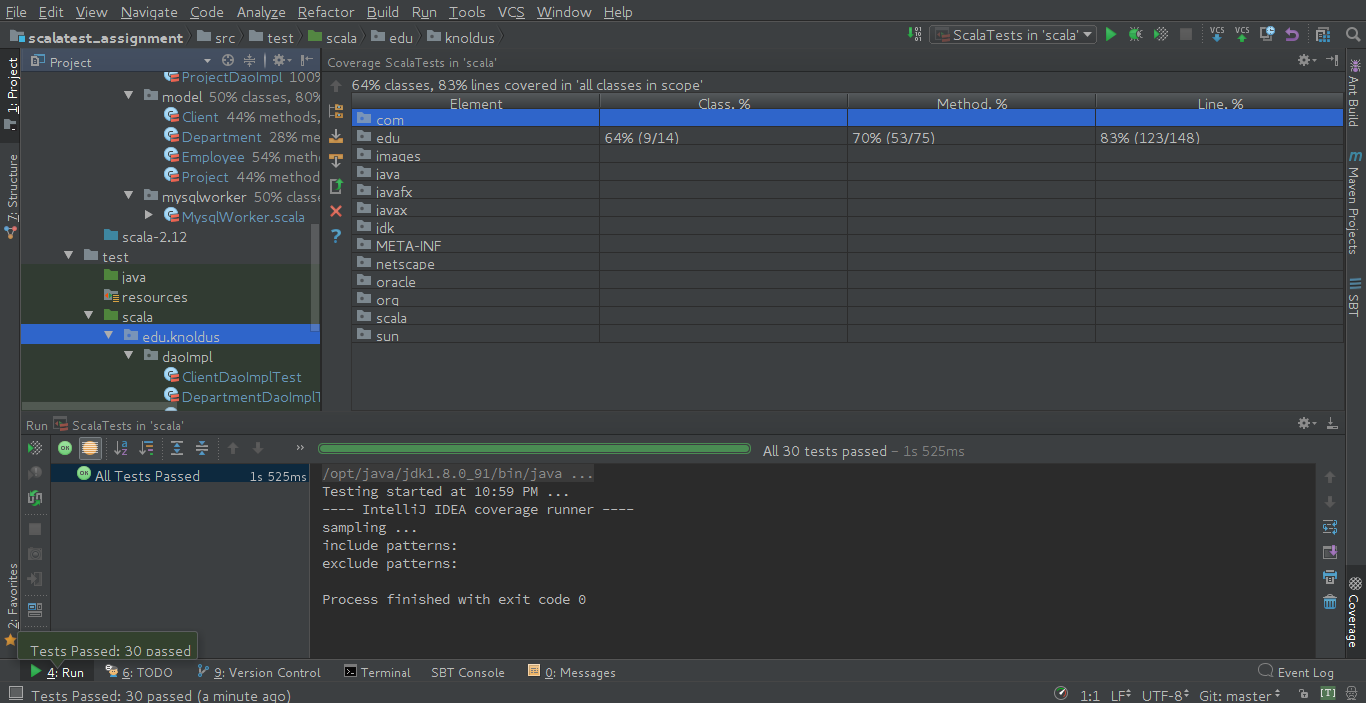 File Edit View Navigate Code Analyze Refactor Build Run Tools VCS Window Help
scalatest_assignment src test scala edu knoldus ScalaTests in 'scala' VCS VCS
Project Coverage ScalaTests in 'scala'
1: Project
7: Structure
2: Favorites
ProjectDaoImpl 100%
model 50% classes, 80%
Client 44% methods,
Department 28% me
Employee 54% meth
Project 44% method
mysqlworker 50% classe
MysqlWorker.scala
scala-2.12
test
java
resources
scala
edu.knoldus
daoImpl
ClientDaoImplTest
DepartmentDaoImplT
64% classes, 83% lines covered in 'all classes in scope'
Element Class, % Method, % Line, %
com
edu 64% (9/14) 70% (53/75) 83% (123/148)
images
java
javafx
javax
jdk
META-INF
netscape
oracle
org
scala
sun
Ant Build
Maven Projects
SBT
Coverage
Run ScalaTests in 'scala'
All 30 tests passed – 1s 525ms
All Tests Passed 1s 525ms
/opt/java/jdk1.8.0_91/bin/java ...
Testing started at 10:59 PM ...
---- IntelliJ IDEA coverage runner ----
sampling ...
include patterns:
exclude patterns:
Process finished with exit code 0
Tests Passed: 30 passed
4: Run 6: TODO 9: Version Control Terminal SBT Console 0: Messages Event Log
Tests Passed: 30 passed (a minute ago) 1:1 LF UTF-8 Git: master [T]